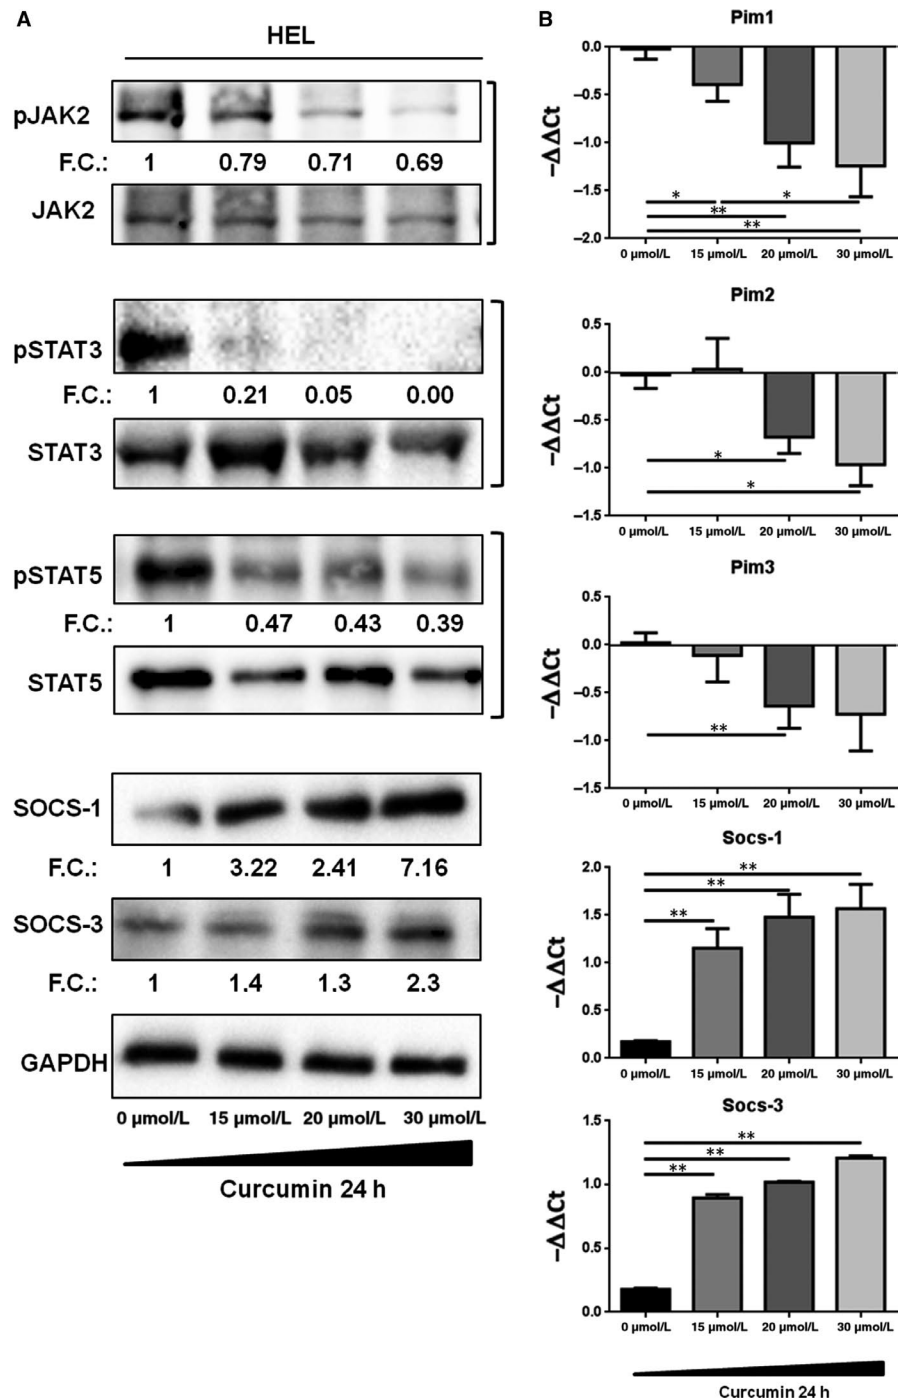 A
HEL
pJAK2
F.C.: 1 0.79 0.71 0.69
JAK2
pSTAT3
F.C.: 1 0.21 0.05 0.00
STAT3
pSTAT5
F.C.: 1 0.47 0.43 0.39
STAT5
SOCS-1
F.C.: 1 3.22 2.41 7.16
SOCS-3
F.C.: 1 1.4 1.3 2.3
GAPDH
0 µmol/L 15 µmol/L 20 µmol/L 30 µmol/L
Curcumin 24 h
B
Pim1
−ΔΔCt
0.0
−0.5
−1.0
−1.5
−2.0
* *
**
**
0 µmol/L 15 µmol/L 20 µmol/L 30 µmol/L
Pim2
−ΔΔCt
0.5
0.0
−0.5
−1.0
−1.5
*
*
0 µmol/L 15 µmol/L 20 µmol/L 30 µmol/L
Pim3
−ΔΔCt
0.5
0.0
−0.5
−1.0
−1.5
**
0 µmol/L 15 µmol/L 20 µmol/L 30 µmol/L
Socs-1
−ΔΔCt
2.0
1.5
1.0
0.5
0.0
**
**
**
0 µmol/L 15 µmol/L 20 µmol/L 30 µmol/L
Socs-3
−ΔΔCt
1.5
1.0
0.5
0.0
**
**
**
0 µmol/L 15 µmol/L 20 µmol/L 30 µmol/L
Curcumin 24 h